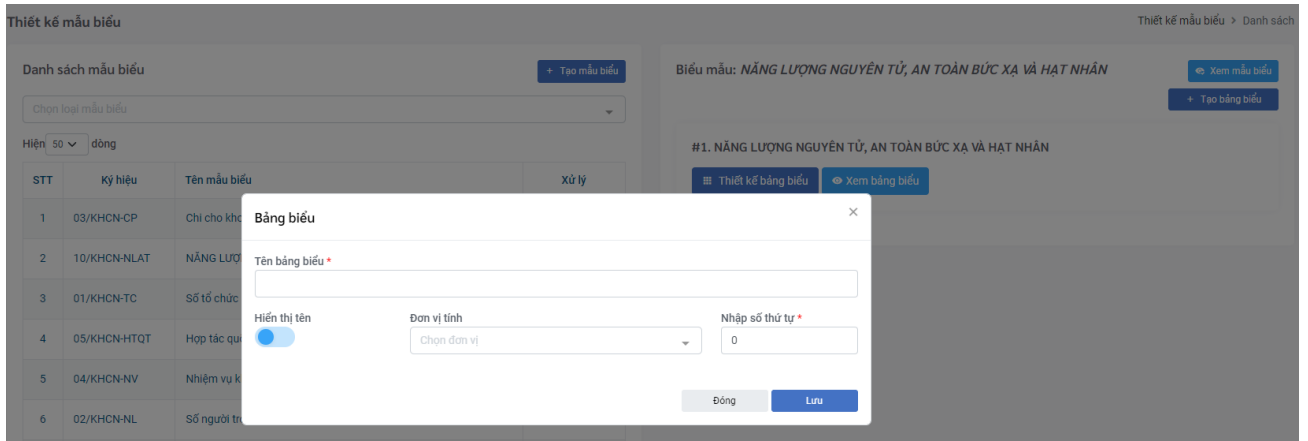 Thiết kế mẫu biểu
Thiết kế mẫu biểu > Danh sách
Danh sách mẫu biểu
+ Tạo mẫu biểu
Chọn loại mẫu biểu
Hiện 50 dòng
STT Ký hiệu Tên mẫu biểu Xử lý
1 03/KHCN-CP Chi cho
2 10/KHCN-NLAT NĂNG
3 01/KHCN-TC Số tổ chức
4 05/KHCN-HTQT Hợp tác
5 04/KHCN-NV Nhiệm vụ
6 02/KHCN-NL Số người
Biểu mẫu: NĂNG LƯỢNG NGUYÊN TỬ, AN TOÀN BỨC XẠ VÀ HẠT NHÂN
Xem mẫu biểu
+ Tạo bảng biểu
#1. NĂNG LƯỢNG NGUYÊN TỬ, AN TOÀN BỨC XẠ VÀ HẠT NHÂN
Thiết kế bảng biểu
Xem bảng biểu
Bảng biểu
×
Tên bảng biểu *
Hiển thị tên
Đơn vị tính
Nhập số thứ tự *
Chọn đơn vị
0
Đóng
Lưu